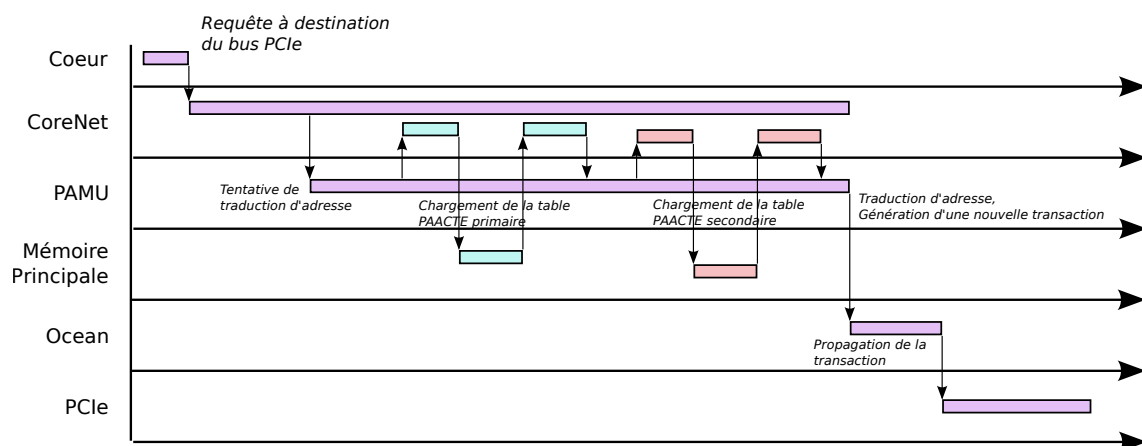 Requête à destination
du bus PCIe
Coeur
CoreNet
PAMU
Tentative de
traduction d'adresse
Chargement de la table
PAACTE primaire
Chargement de la table
PAACTE secondaire
Traduction d'adresse,
Génération d'une nouvelle transaction
Mémoire
Principale
Ocean
Propagation de la
transaction
PCIe